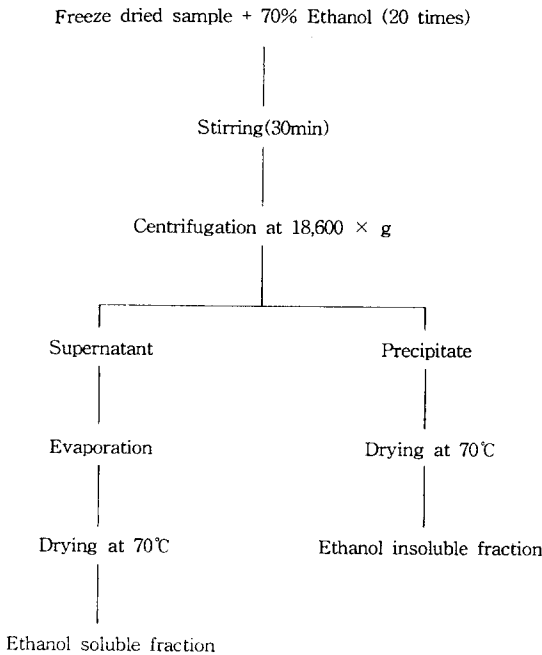 Freeze dried sample + 70% Ethanol (20 times)
Stirring(30min)
Centrifugation at 18,600 × g
Supernatant
Precipitate
Evaporation
Drying at 70℃
Drying at 70℃
Ethanol insoluble fraction
Ethanol soluble fraction